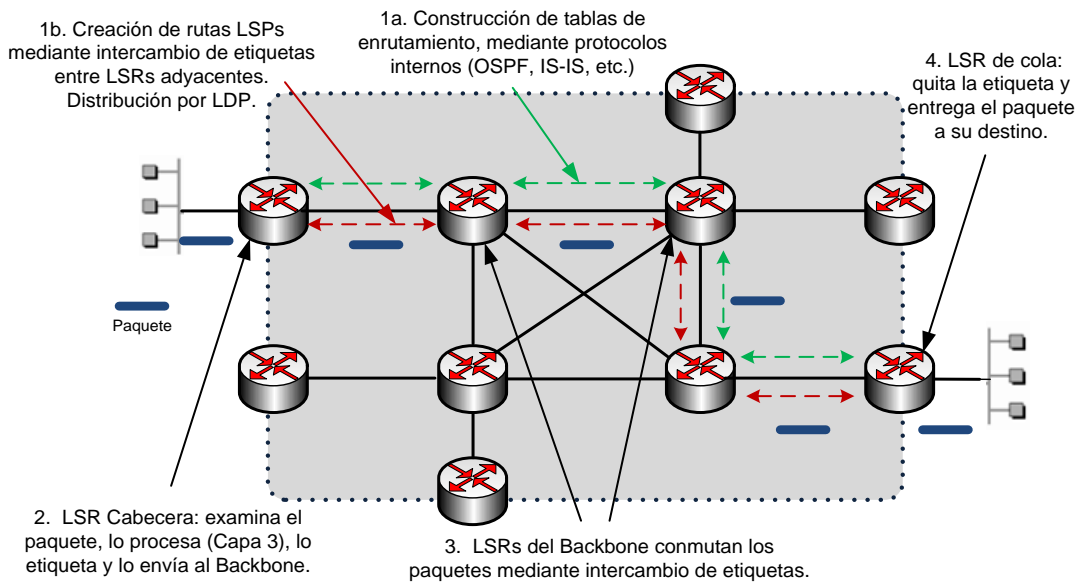 1b. Creación de rutas LSPs
mediante intercambio de etiquetas
entre LSRs adyacentes.
Distribución por LDP.
1a. Construcción de tablas de
enrutamiento, mediante protocolos
internos (OSPF, IS-IS, etc.)
4. LSR de cola:
quita la etiqueta y
entrega el paquete
a su destino.
Paquete
2. LSR Cabecera: examina el
paquete, lo procesa (Capa 3), lo
etiqueta y lo envía al Backbone.
3. LSRs del Backbone conmutan los
paquetes mediante intercambio de etiquetas.